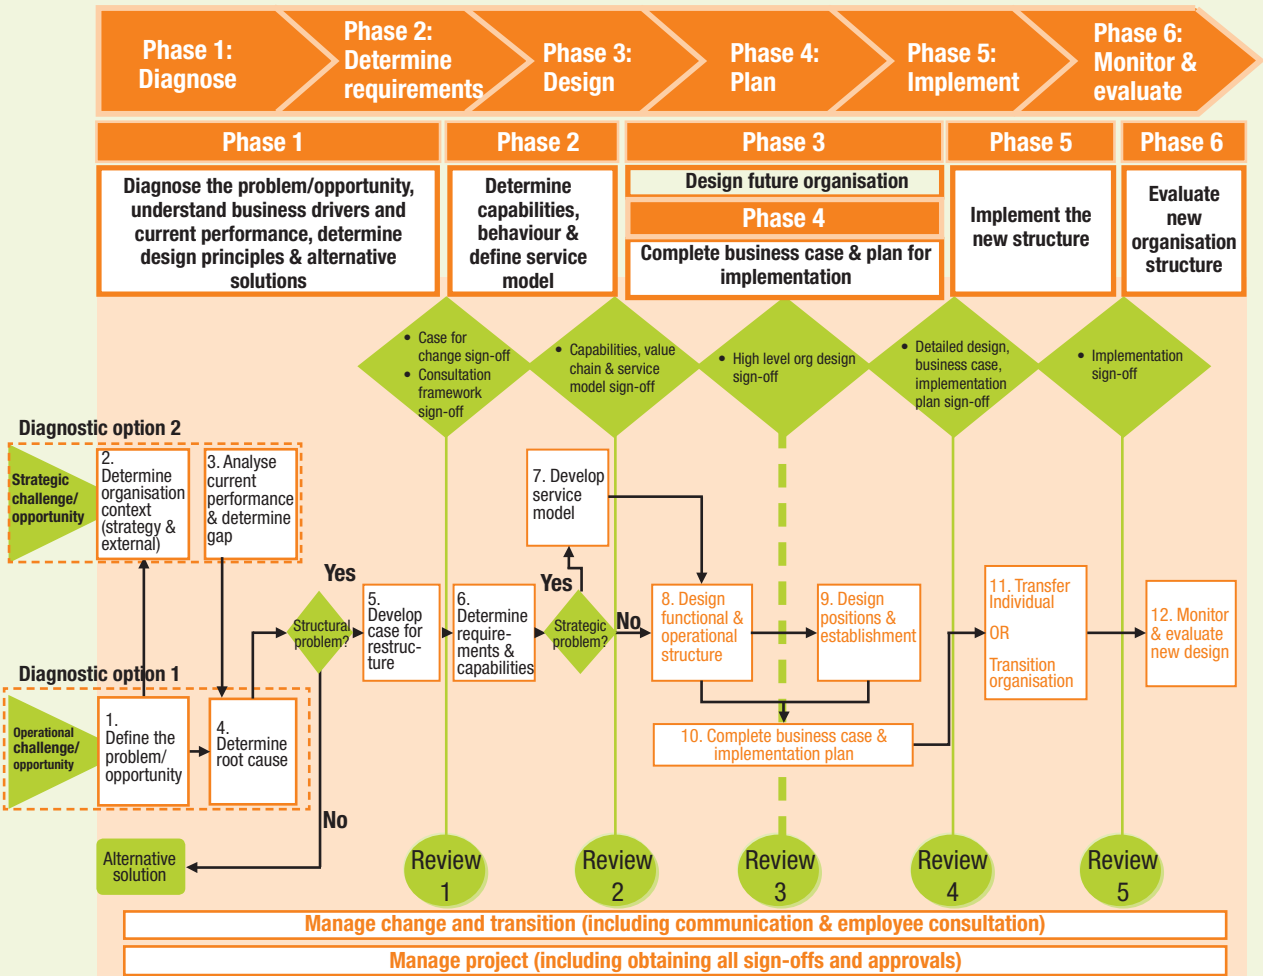 Phase 1:
Diagnose
Phase 2:
Determine
requirements
Phase 3:
Design
Phase 4:
Plan
Phase 5:
Implement
Phase 6:
Monitor &
evaluate
Phase 1
Phase 2
Phase 3
Phase 5
Phase 6
Diagnose the problem/opportunity,
understand business drivers and
current performance, determine
design principles & alternative
solutions
Determine
capabilities,
behaviour &
define service
model
Design future organisation
Phase 4
Complete business case & plan for
implementation
Implement the
new structure
Evaluate
new
organisation
structure
• Case for
change sign-off
• Consultation
framework
sign-off
• Capabilities, value
chain & service
model sign-off
• High level org design
sign-off
• Detailed design,
business case,
implementation
plan sign-off
• Implementation
sign-off
Diagnostic option 2
Strategic
challenge/
opportunity
2.
Determine
organisation
context
(strategy &
external)
3. Analyse
current
performance
& determine
gap
7. Develop
service
model
Yes
Structural
problem?
5.
Develop
case for
restruc-
ture
6.
Determine
require-
ments &
capabilities
Yes
Strategic
problem?
No
8. Design
functional &
operational
structure
9. Design
positions &
establishment
11. Transfer
Individual
OR
Transition
organisation
12. Monitor
& evaluate
new design
Diagnostic option 1
Operational
challenge/
opportunity
1.
Define the
problem/
opportunity
4.
Determine
root cause
10. Complete business case &
implementation plan
No
Alternative
solution
Review
1
Review
2
Review
3
Review
4
Review
5
Manage change and transition (including communication & employee consultation)
Manage project (including obtaining all sign-offs and approvals)